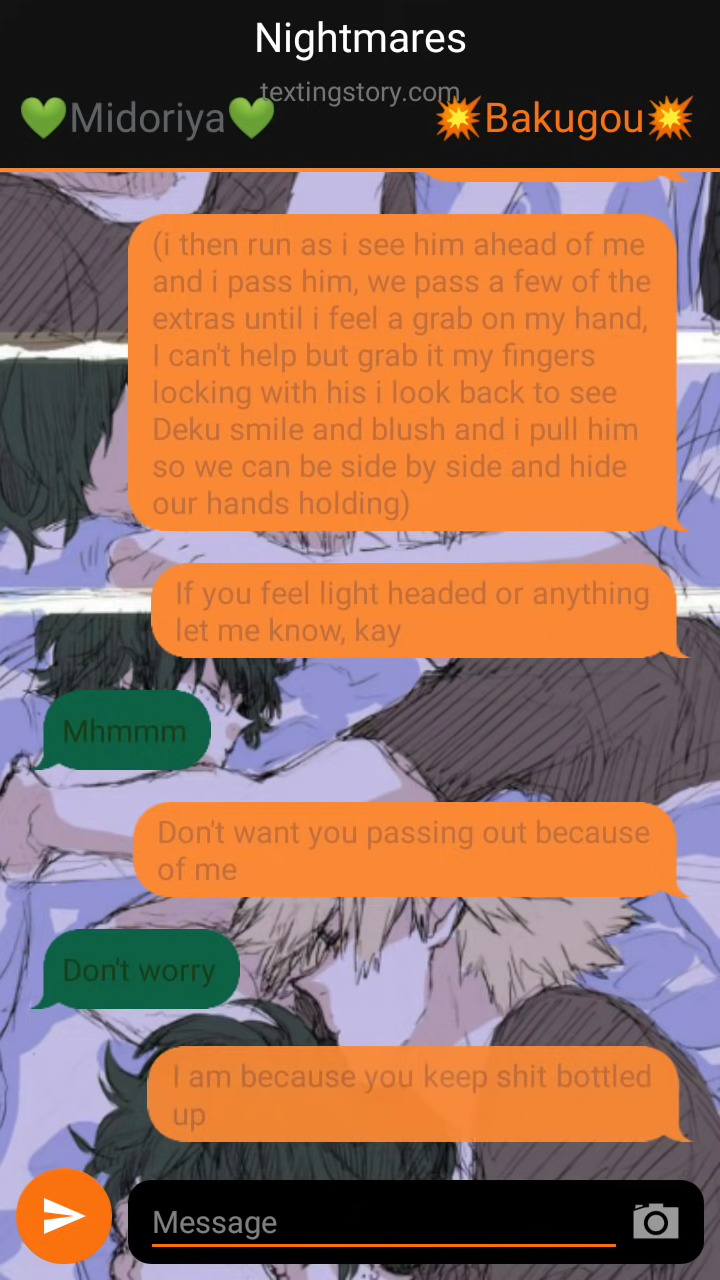 Nightmares
textingstory.com
💚Midoriya💚
💥Bakugou💥
(i then run as i see him ahead of me
and i pass him, we pass a few of the
extras until i feel a grab on my hand,
I can't help but grab it my fingers
locking with his i look back to see
Deku smile and blush and i pull him
so we can be side by side and hide
our hands holding)
If you feel light headed or anything
let me know, kay
Mhmmm
Don't want you passing out because
of me
Don't worry
I am because you keep shit bottled
up
Message